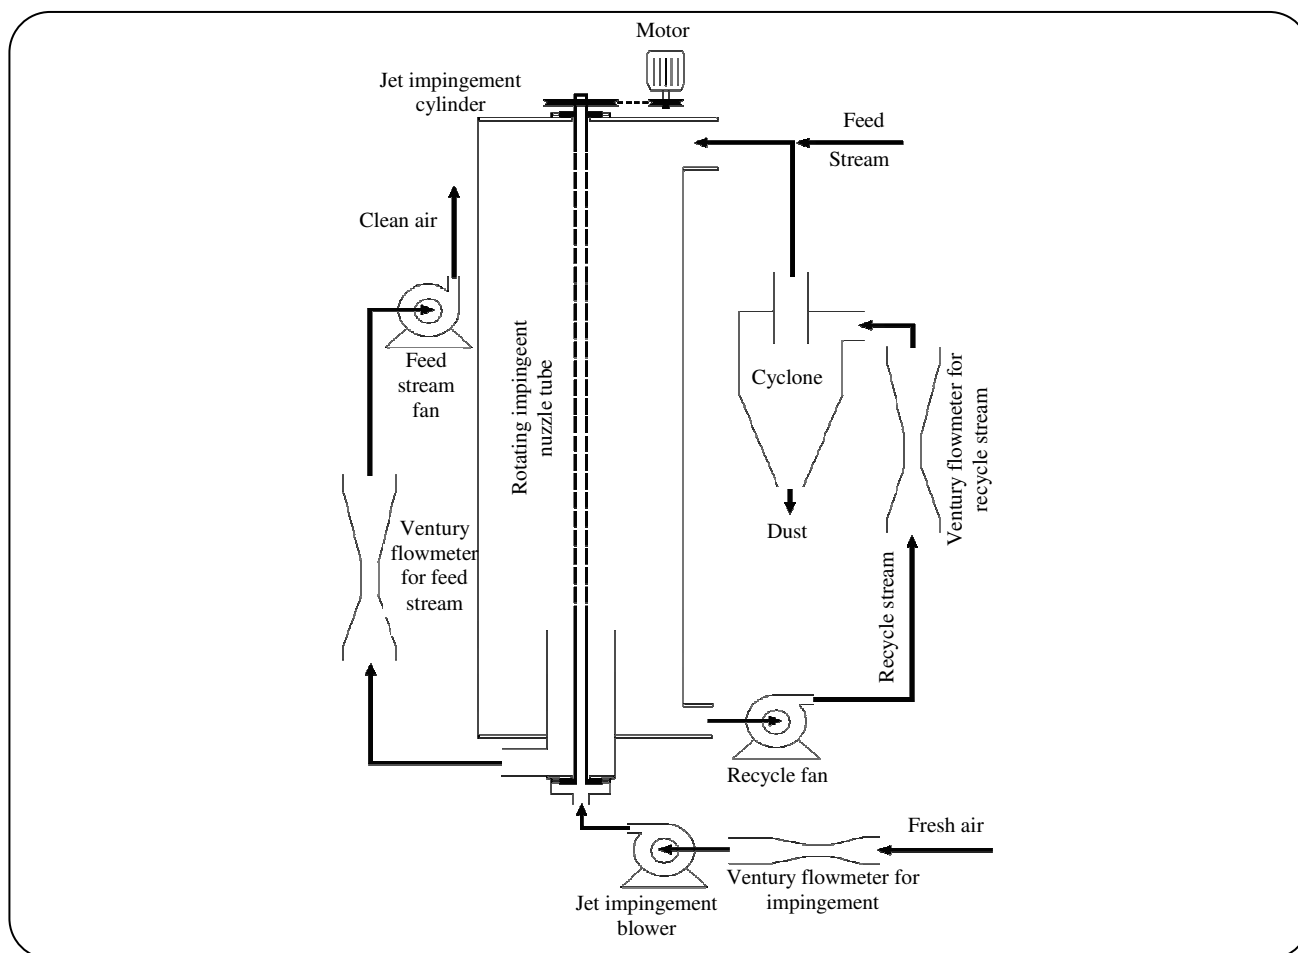 Motor
Jet impingement
cylinder
Feed
Stream
Clean air
Feed
stream
fan
Rotating impingeent
nuzzle tube
Cyclone
Dust
Ventury flowmeter for
recycle stream
Ventury
flowmeter
for feed
stream
Recycle stream
Recycle fan
Fresh air
Ventury flowmeter for
impingement
Jet impingement
blower